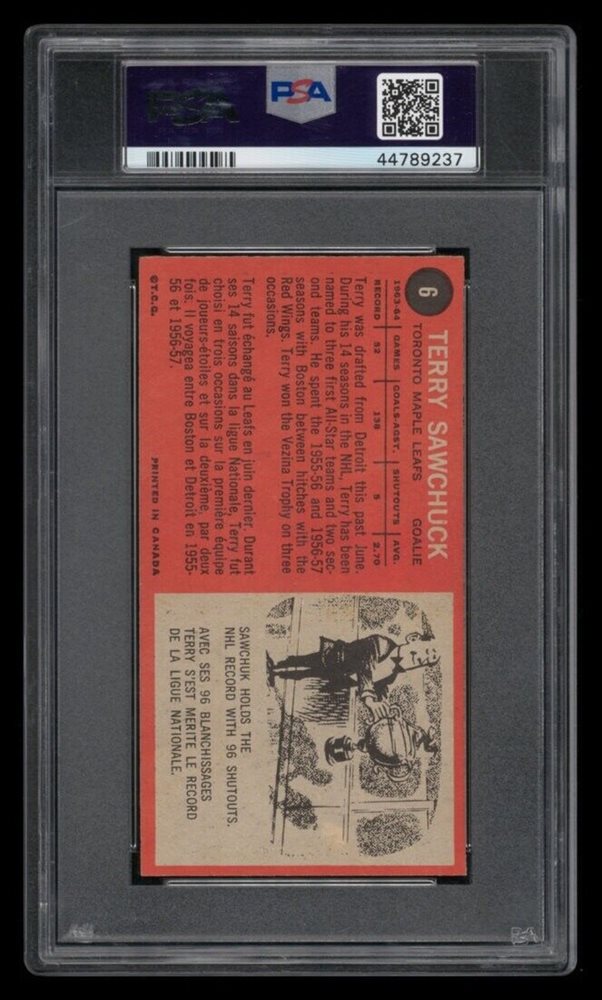 PSA
PSA
44789237
6
TERRY SAWCHUCK
TORONTO MAPLE LEAFS GOALIE
1963-64 GAMES GOALS-AGST. SHUTOUTS AVG.
RECORD 52 138 5 2.70
Terry was drafted from Detroit this past June.
During his 14 seasons in the NHL, Terry has been
named to three first All-Star teams and two sec-
ond teams. He spent the 1955-56 and 1956-57
seasons with Boston between hitches with the
Red Wings. Terry won the Vezina Trophy on three
occasions.
Terry fut échangé au Leafs en juin dernier. Durant
ses 14 saisons dans la ligue Nationale, Terry fut
choisi en trois occasions sur la première équipe
de joueurs-étoiles et sur la deuxième, par deux
fois. Il voyagea entre Boston et Detroit en 1955-
56 et 1956-57.
©T.C.G. PRINTED IN CANADA
SAWCHUK HOLDS THE
NHL RECORD WITH 96 SHUTOUTS.
AVEC SES 96 BLANCHISSAGES
TERRY S'EST MERITE LE RECORD
DE LA LIGUE NATIONALE.
PSA